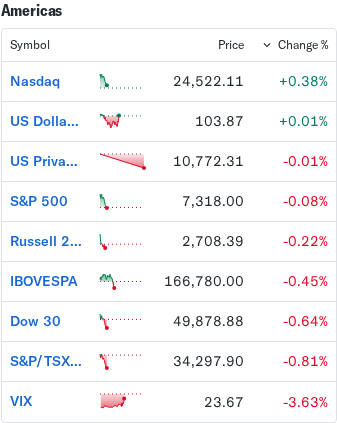 Americas
Symbol Price Change %
Nasdaq 24,522.11 +0.38%
US Dolla... 103.87 +0.01%
US Priva... 10,772.31 -0.01%
S&P 500 7,318.00 -0.08%
Russell 2... 2,708.39 -0.22%
IBOVESPA 166,780.00 -0.45%
Dow 30 49,878.88 -0.64%
S&P/TSX... 34,297.90 -0.81%
VIX 23.67 -3.63%